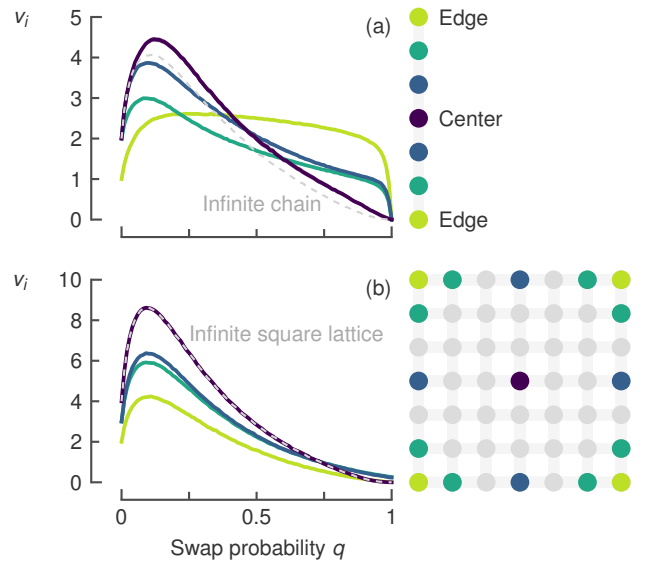 v_i
5
(a)
Edge
4
3
Center
2
1
Infinite chain
0
Edge
v_i
10
(b)
8
Infinite square lattice
6
4
2
0
0
0.5
1
Swap probability q